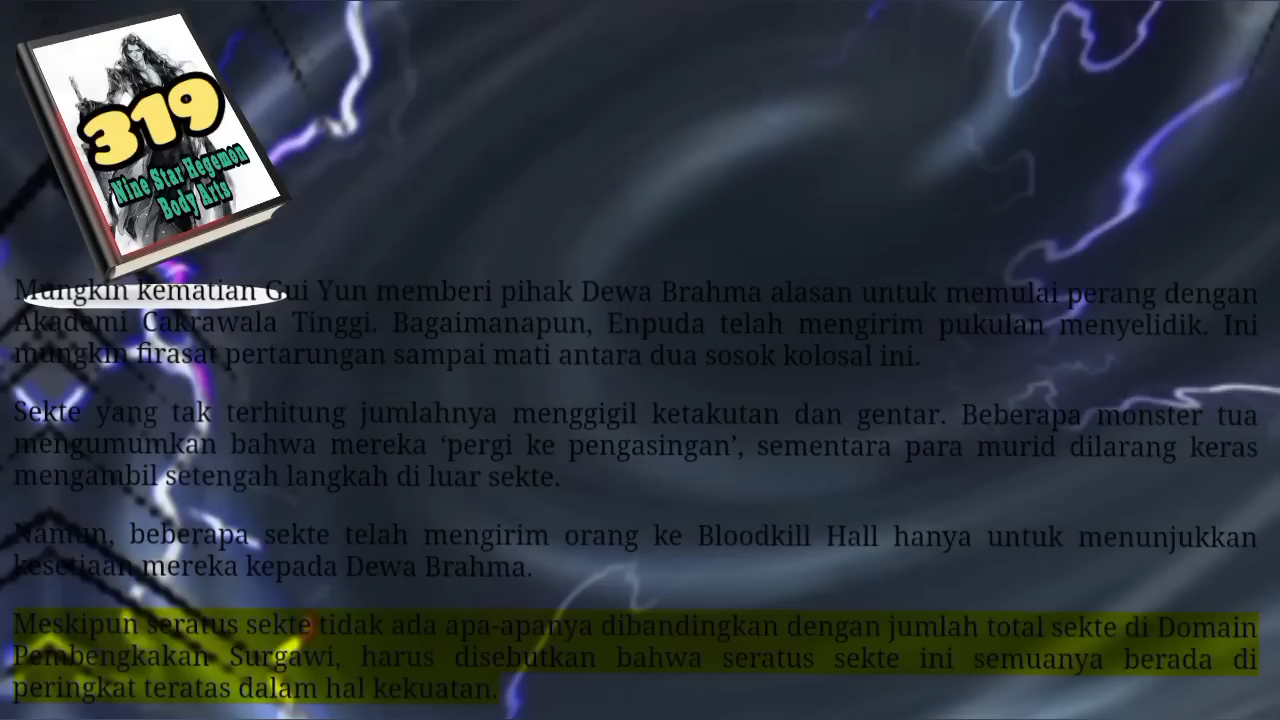 319
Nine Star Hegemon
Body Arts
Mungkin kematian Gui Yun memberi pihak Dewa Brahma alasan untuk memulai perang dengan
Akademi Cakrawala Tinggi. Bagaimanapun, Enpuda telah mengirim pukulan menyelidik. Ini
mungkin firasat pertarungan sampai mati antara dua sosok kolosal ini.
Sekte yang tak terhitung jumlahnya menggigil ketakutan dan gentar. Beberapa monster tua
mengumumkan bahwa mereka ‘pergi ke pengasingan’, sementara para murid dilarang keras
mengambil setengah langkah di luar sekte.
Namun, beberapa sekte telah mengirim orang ke Bloodkill Hall hanya untuk menunjukkan
kesetiaan mereka kepada Dewa Brahma.
Meskipun seratus sekte tidak ada apa-apanya dibandingkan dengan jumlah total sekte di Domain
Pembengkakan Surgawi, harus disebutkan bahwa seratus sekte ini semuanya berada di
peringkat teratas dalam hal kekuatan.